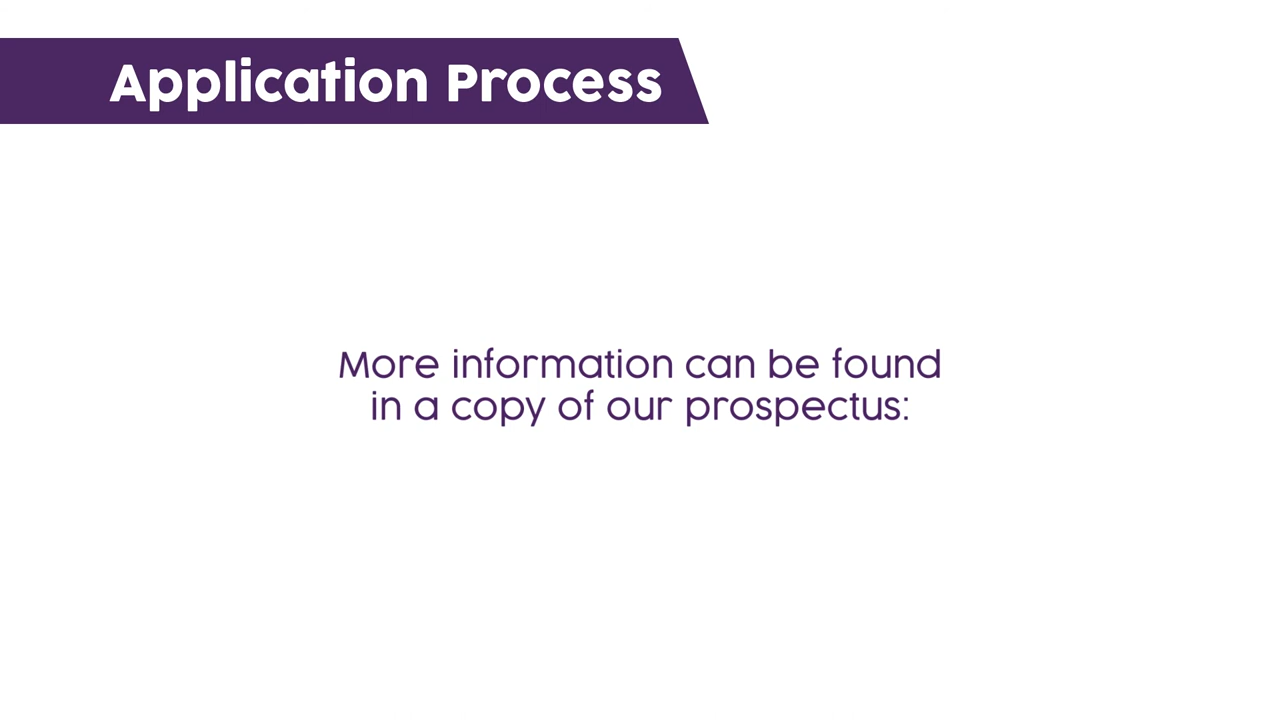 Application Process
More information can be found
in a copy of our prospectus: